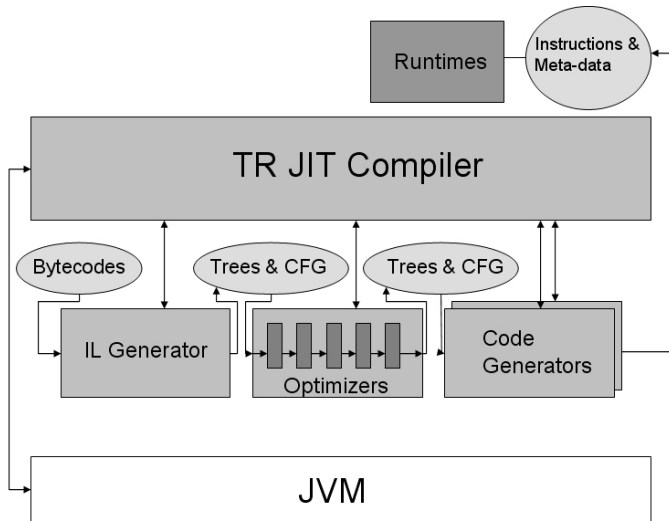 Runtimes
Instructions &
Meta-data
TR JIT Compiler
Bytecodes
Trees & CFG
Trees & CFG
IL Generator
Optimizers
Code
Generators
JVM